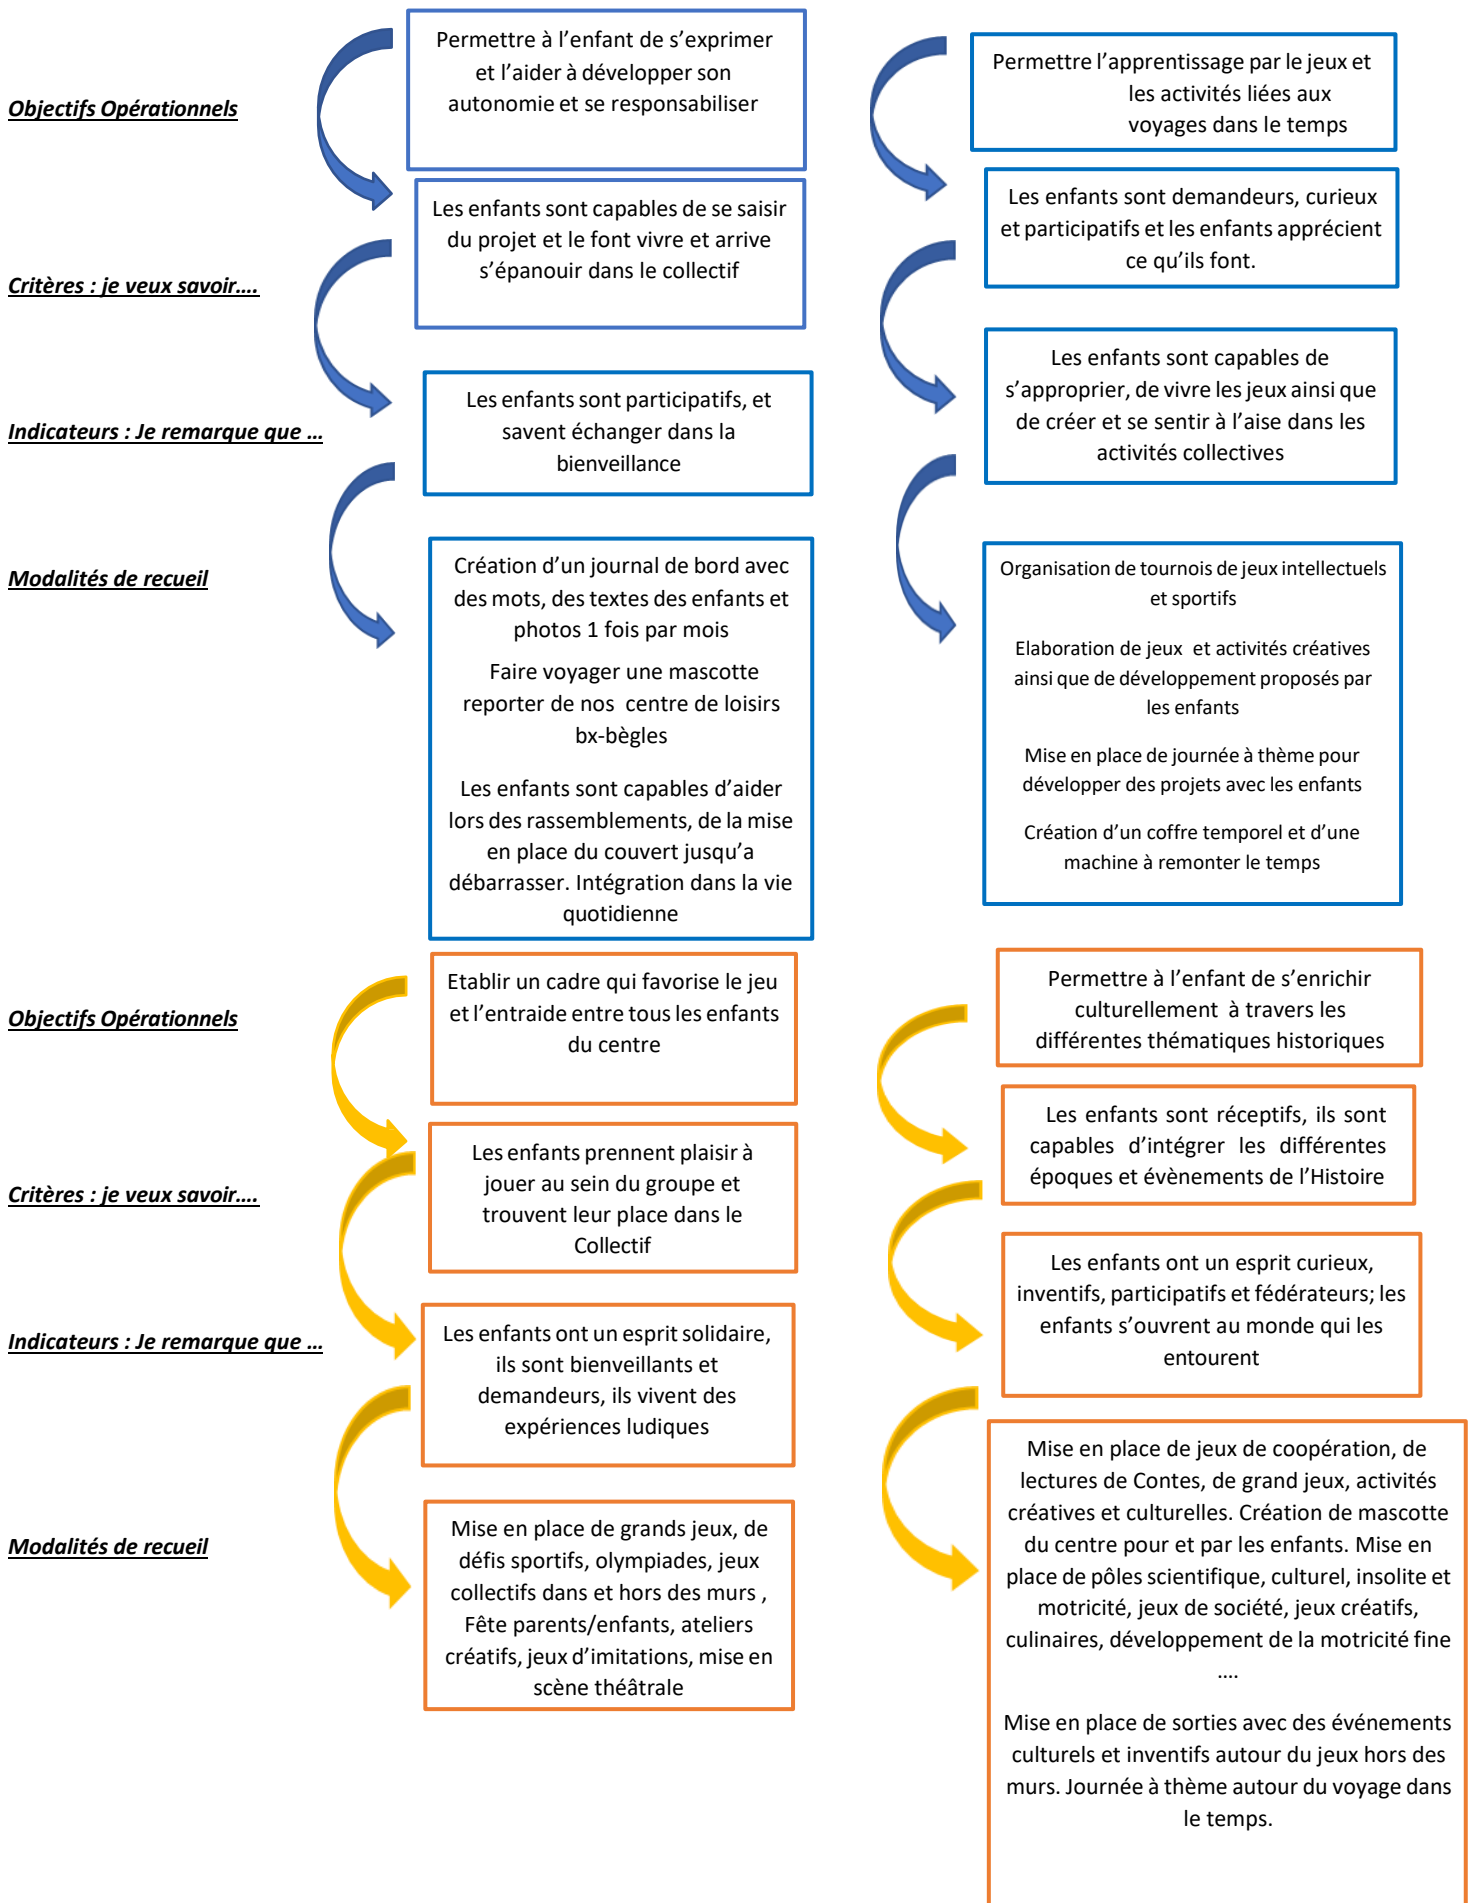 Objectifs Opérationnels
Permettre à l’enfant de s’exprimer
et l’aider à développer son
autonomie et se responsabiliser
Permettre l’apprentissage par le jeux et
les activités liées aux
voyages dans le temps
Critères : je veux savoir....
Les enfants sont capable de se saisir
du projet et le font vivre et arrive
s’épanouir dans le collectif
Les enfants sont demandeurs, curieux
et participatifs et les enfants apprécient
ce qu’ils font.
Indicateurs : Je remarque que ...
Les enfants sont participatifs, et
savent échanger dans la
bienveillance
Les enfants sont capables de
s’approprier, de vivre les jeux ainsi que
de créer et se sentir à l’aise dans les
activités collectives
Modalités de recueil
Création d’un journal de bord avec
des mots, des textes des enfants et
photos 1 fois par mois
Faire voyager une mascotte
reporter de nos centre de loisirs
bx-bègles
Les enfants sont capables d’aider
lors des rassemblements, de la mise
en place du couvert jusqu’a
débarrasser. Intégration dans la vie
quotidienne
Organisation de tournois de jeux intellectuels
et sportifs
Elaboration de jeux et activités créatives
ainsi que de développement proposés par
les enfants
Mise en place de journée à thème pour
développer des projets avec les enfants
Création d’un coffre temporel et d’une
machine à remonter le temps
Objectifs Opérationnels
Etablir un cadre qui favorise le jeu
et l’entraide entre tous les enfants
du centre
Permettre à l’enfant de s’enrichir
culturellement à travers les
différentes thématiques historiques
Critères : je veux savoir....
Les enfants prennent plaisir à
jouer au sein du groupe et
trouvent leur place dans le
Collectif
Les enfants sont réceptifs, ils sont
capables d’intégrer les différentes
époques et évènements de l’Histoire
Indicateurs : Je remarque que ...
Les enfants ont un esprit solidaire,
ils sont bienveillants et
demandeurs, ils vivent des
expériences ludiques
Les enfants ont un esprit curieux,
inventifs, participatifs et fédérateurs; les
enfants s’ouvrent au monde qui les
entourent
Modalités de recueil
Mise en place de grands jeux, de
défis sportifs, olympiades, jeux
collectifs dans et hors des murs ,
Fête parents/enfants, ateliers
créatifs, jeux d’imitations, mise en
scène théâtrale
Mise en place de jeux de coopération, de
lectures de Contes, de grand jeux, activités
créatives et culturelles. Création de mascotte
du centre pour et par les enfants. Mise en
place de pôles scientifique, culturel, insolite et
motricité, jeux de société, jeux créatifs,
culinaires, développement de la motricité fine
....
Mise en place de sorties avec des événements
culturels et inventifs autour du jeux hors des
murs. Journée à thème autour du voyage dans
le temps.